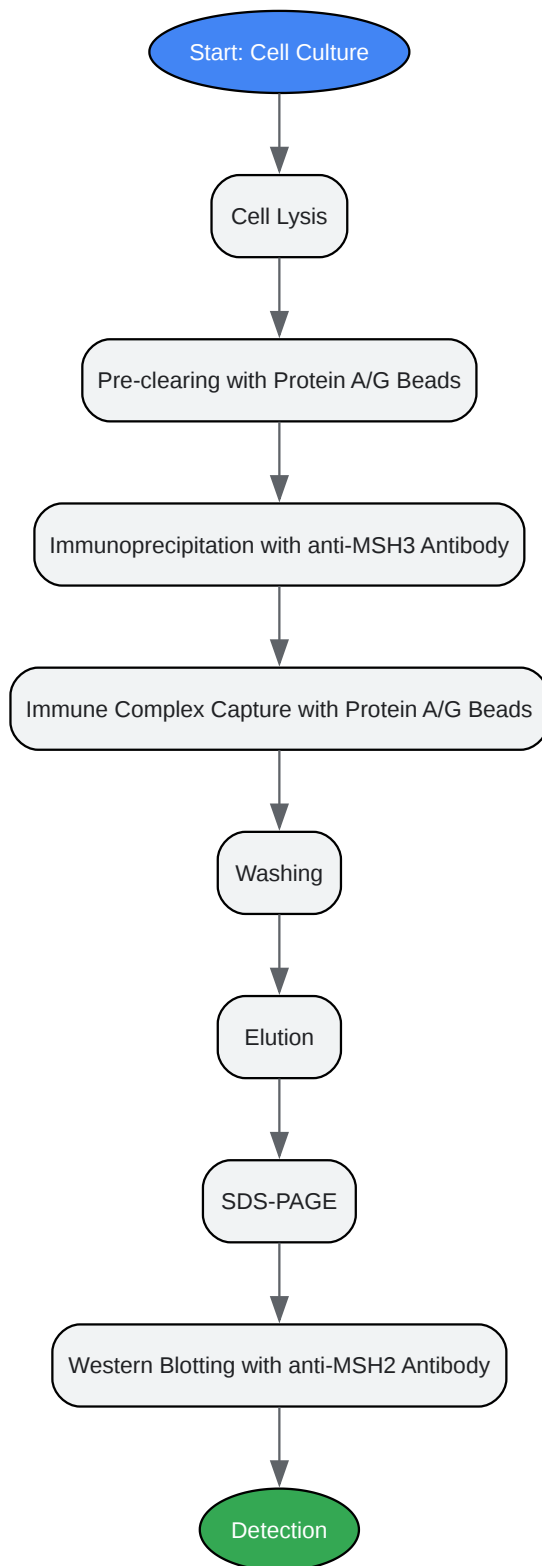 Start: Cell Culture
Cell Lysis
Pre-clearing with Protein A/G Beads
Immunoprecipitation with anti-MSH3 Antibody
Immune Complex Capture with Protein A/G Beads
Washing
Elution
SDS-PAGE
Western Blotting with anti-MSH2 Antibody
Detection